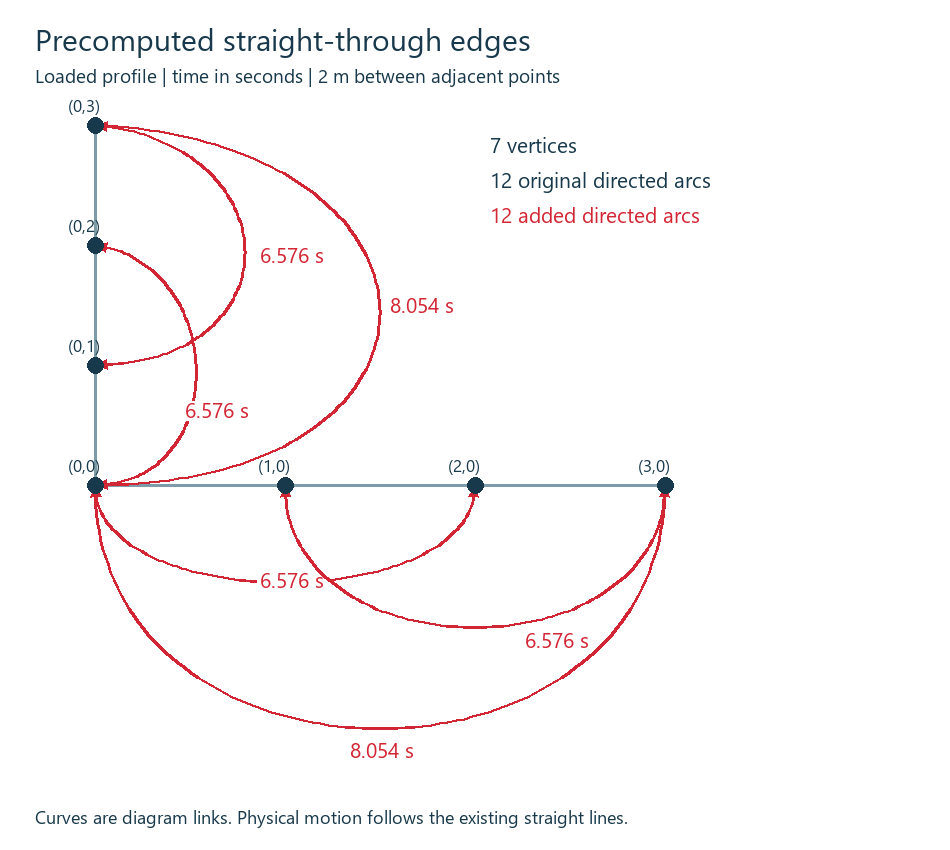 Precomputed straight-through edges
Loaded profile | time in seconds | 2 m between adjacent points
(0,3)
7 vertices
12 original directed arcs
12 added directed arcs
(0,2)
6.576 s
8.054 s
(0,1)
6.576 s
(0,0)
(1,0)
(2,0)
(3,0)
6.576 s
6.576 s
8.054 s
Curves are diagram links. Physical motion follows the existing straight lines.